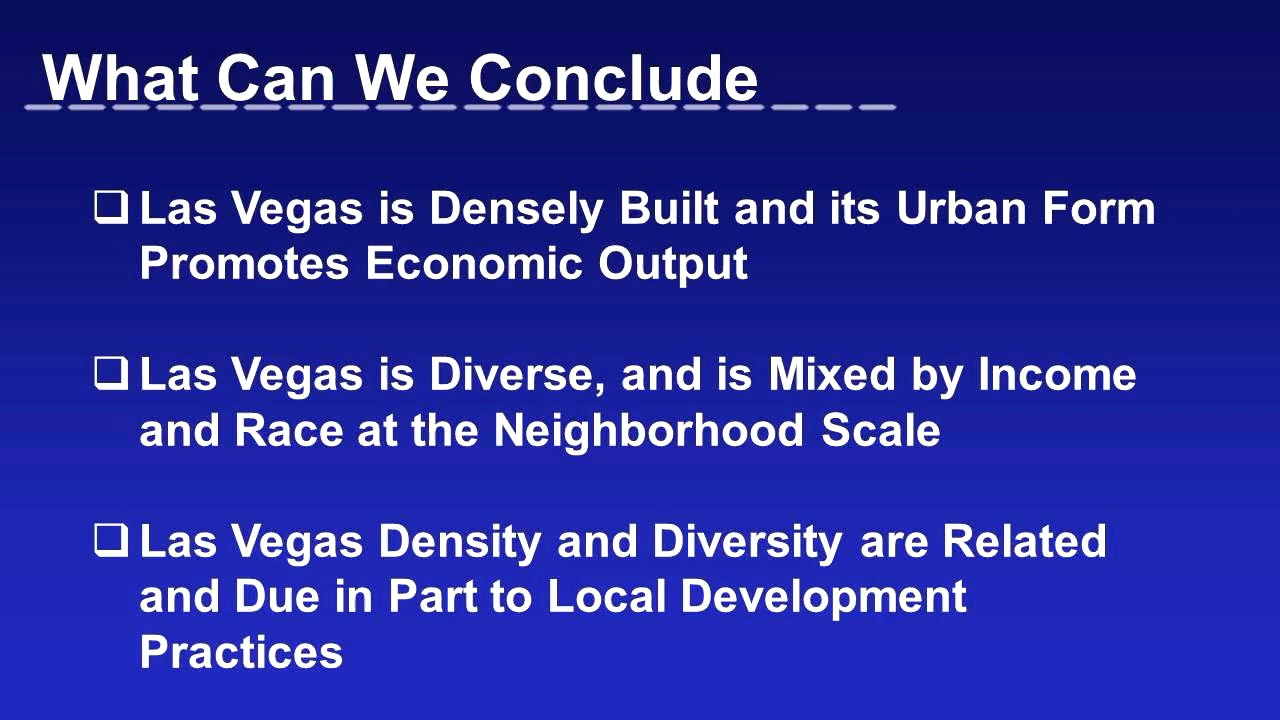 What Can We Conclude
Las Vegas is Densely Built and its Urban Form
Promotes Economic Output
Las Vegas is Diverse, and is Mixed by Income
and Race at the Neighborhood Scale
Las Vegas Density and Diversity are Related
and Due in Part to Local Development
Practices